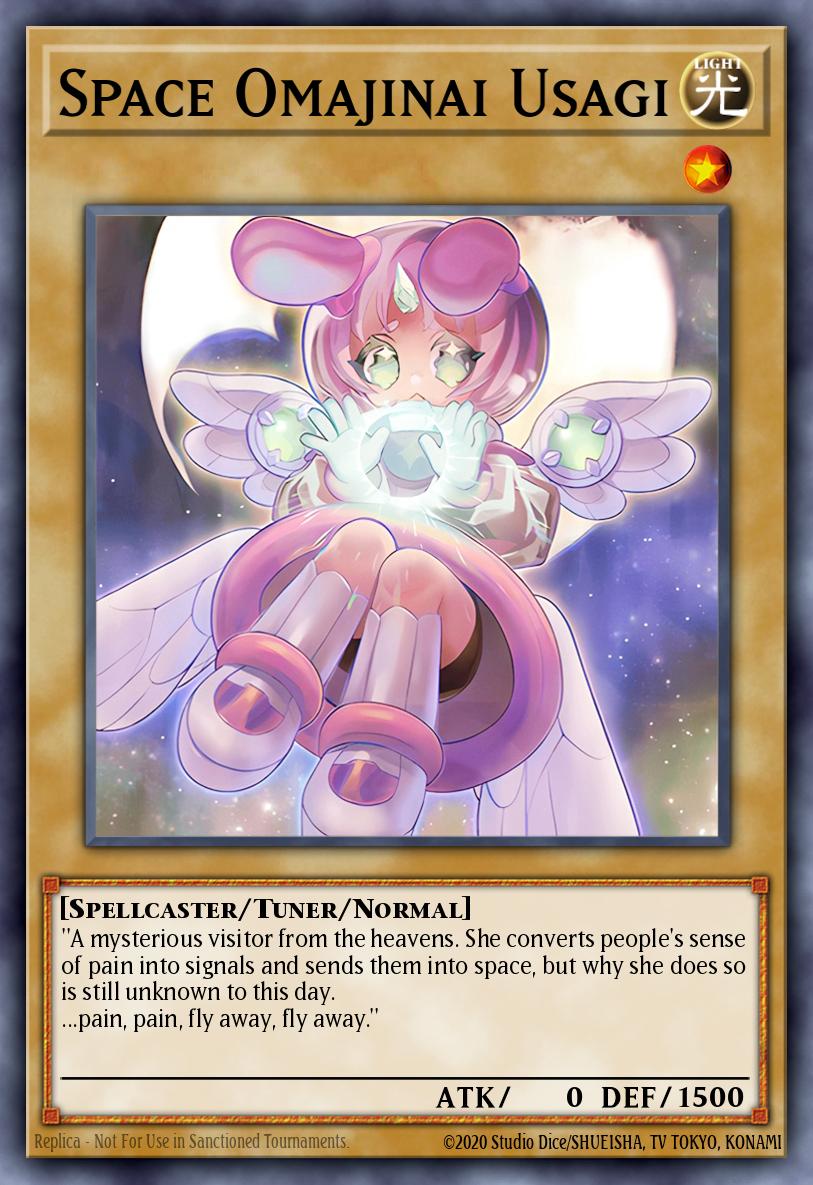 Space Omajinai Usagi
LIGHT
光
[Spellcaster/Tuner/Normal]
"A mysterious visitor from the heavens. She converts people's sense
of pain into signals and sends them into space, but why she does so
is still unknown to this day.
...pain, pain, fly away, fly away."
ATK/ 0 DEF/1500
Replica - Not For Use in Sanctioned Tournaments.
©2020 Studio Dice/SHUEISHA, TV TOKYO, KONAMI